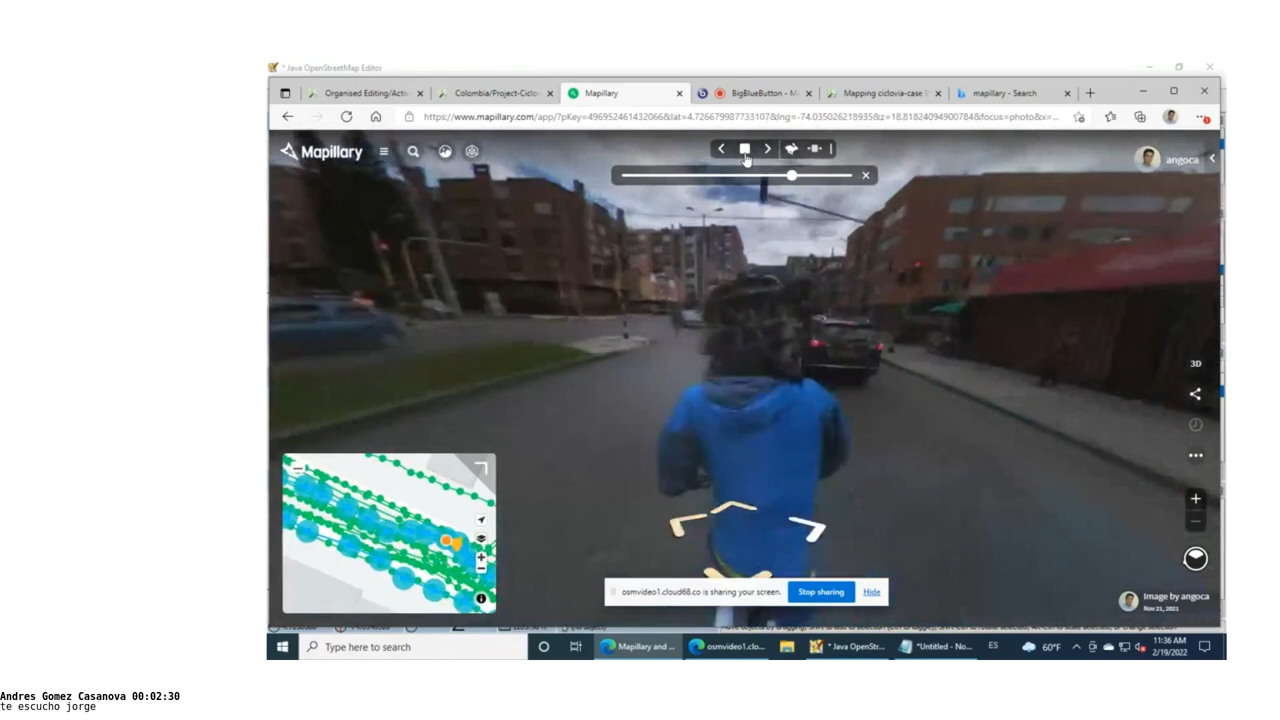 * Java OpenStreetMap Editor
Organised Editing/Activ
Colombia/Project-Ciclo
Mapillary
BigBlueButton - M
Mapping ciclovia-case
mapillary - Search
https://www.mapillary.com/app/?pKey=496952461432066&lat=4.726679987733107&lng=-74.035026218935&z=18.81824094900784&focus=photo&x=...
Mapillary
angoca
3D
osmvideo1.cloud68.co is sharing your screen.
Stop sharing
Hide
Image by angoca
Nov 21, 2021
Type here to search
Mapillary and ...
osmvideo1.clo...
* Java OpenStr...
*Untitled - No...
ES
60°F
11:36 AM
2/19/2022
Andres Gomez Casanova 00:02:30
te escucho jorge